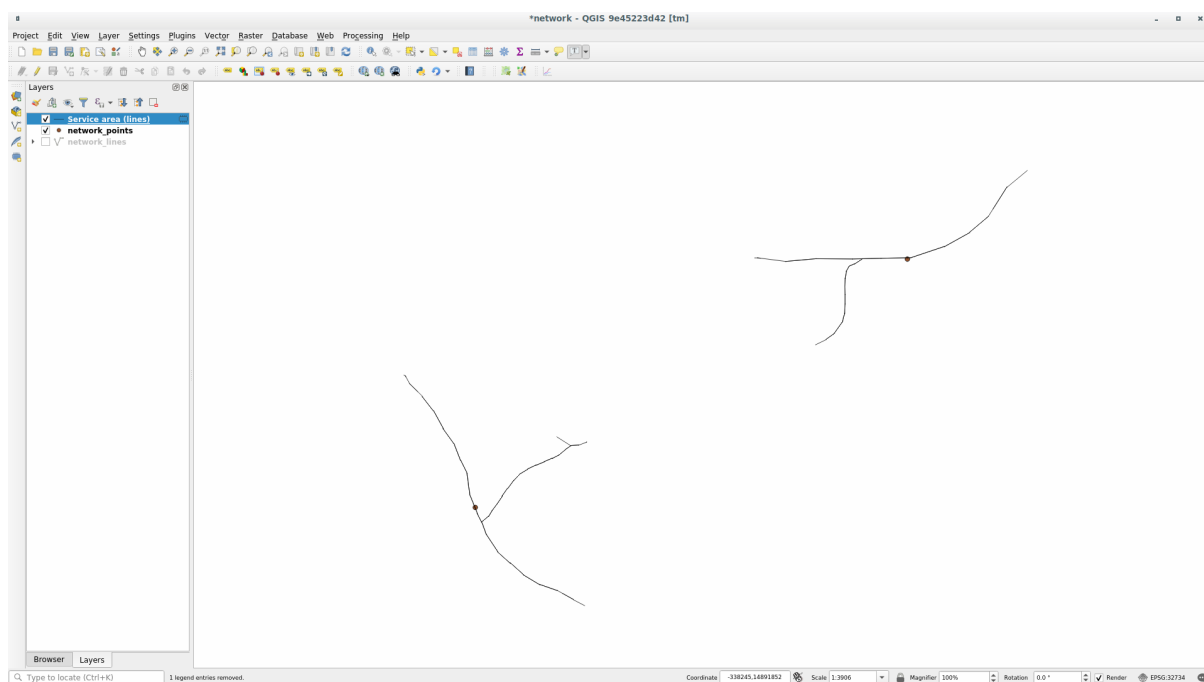 *network - QGIS 9e45223d42 [tm]
Project Edit View Layer Settings Plugins Vector Raster Database Web Processing Help
Layers
Service area (lines)
network_points
network_lines
Browser Layers
Type to locate (Ctrl+K) 1 legend entries removed. Coordinate -338245,14891852 Scale 1:3906 Magnifier 100% Rotation 0.0 ° Render EPSG:32734